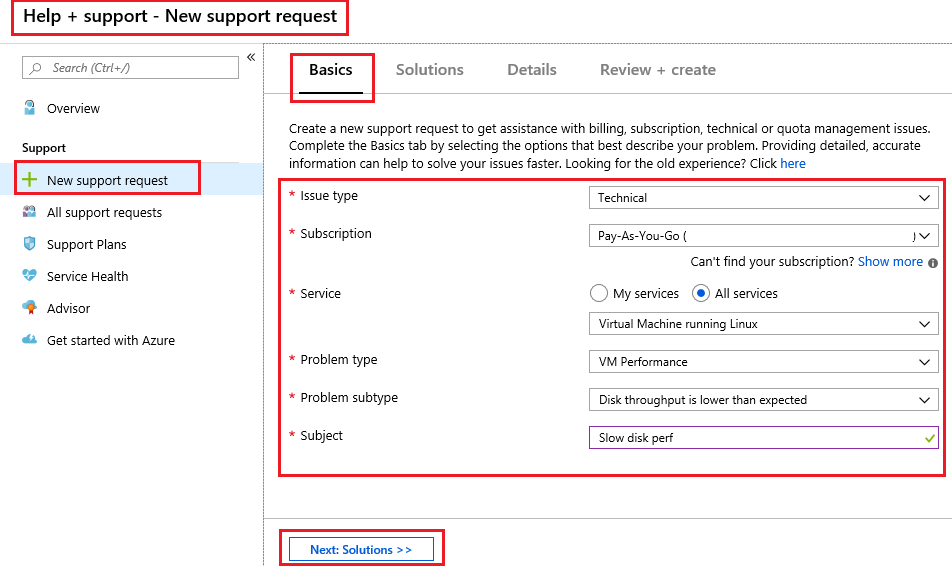 Help + support - New support request
Search (Ctrl+/)
«
Overview
Support
New support request
All support requests
Support Plans
Service Health
Advisor
Get started with Azure
Basics Solutions Details Review + create
Create a new support request to get assistance with billing, subscription, technical or quota management issues.
Complete the Basics tab by selecting the options that best describe your problem. Providing detailed, accurate
information can help to solve your issues faster. Looking for the old experience? Click here
* Issue type Technical
* Subscription Pay-As-You-Go ( )
Can't find your subscription? Show more
* Service My services All services
Virtual Machine running Linux
* Problem type VM Performance
* Problem subtype Disk throughput is lower than expected
* Subject Slow disk perf
Next: Solutions >>